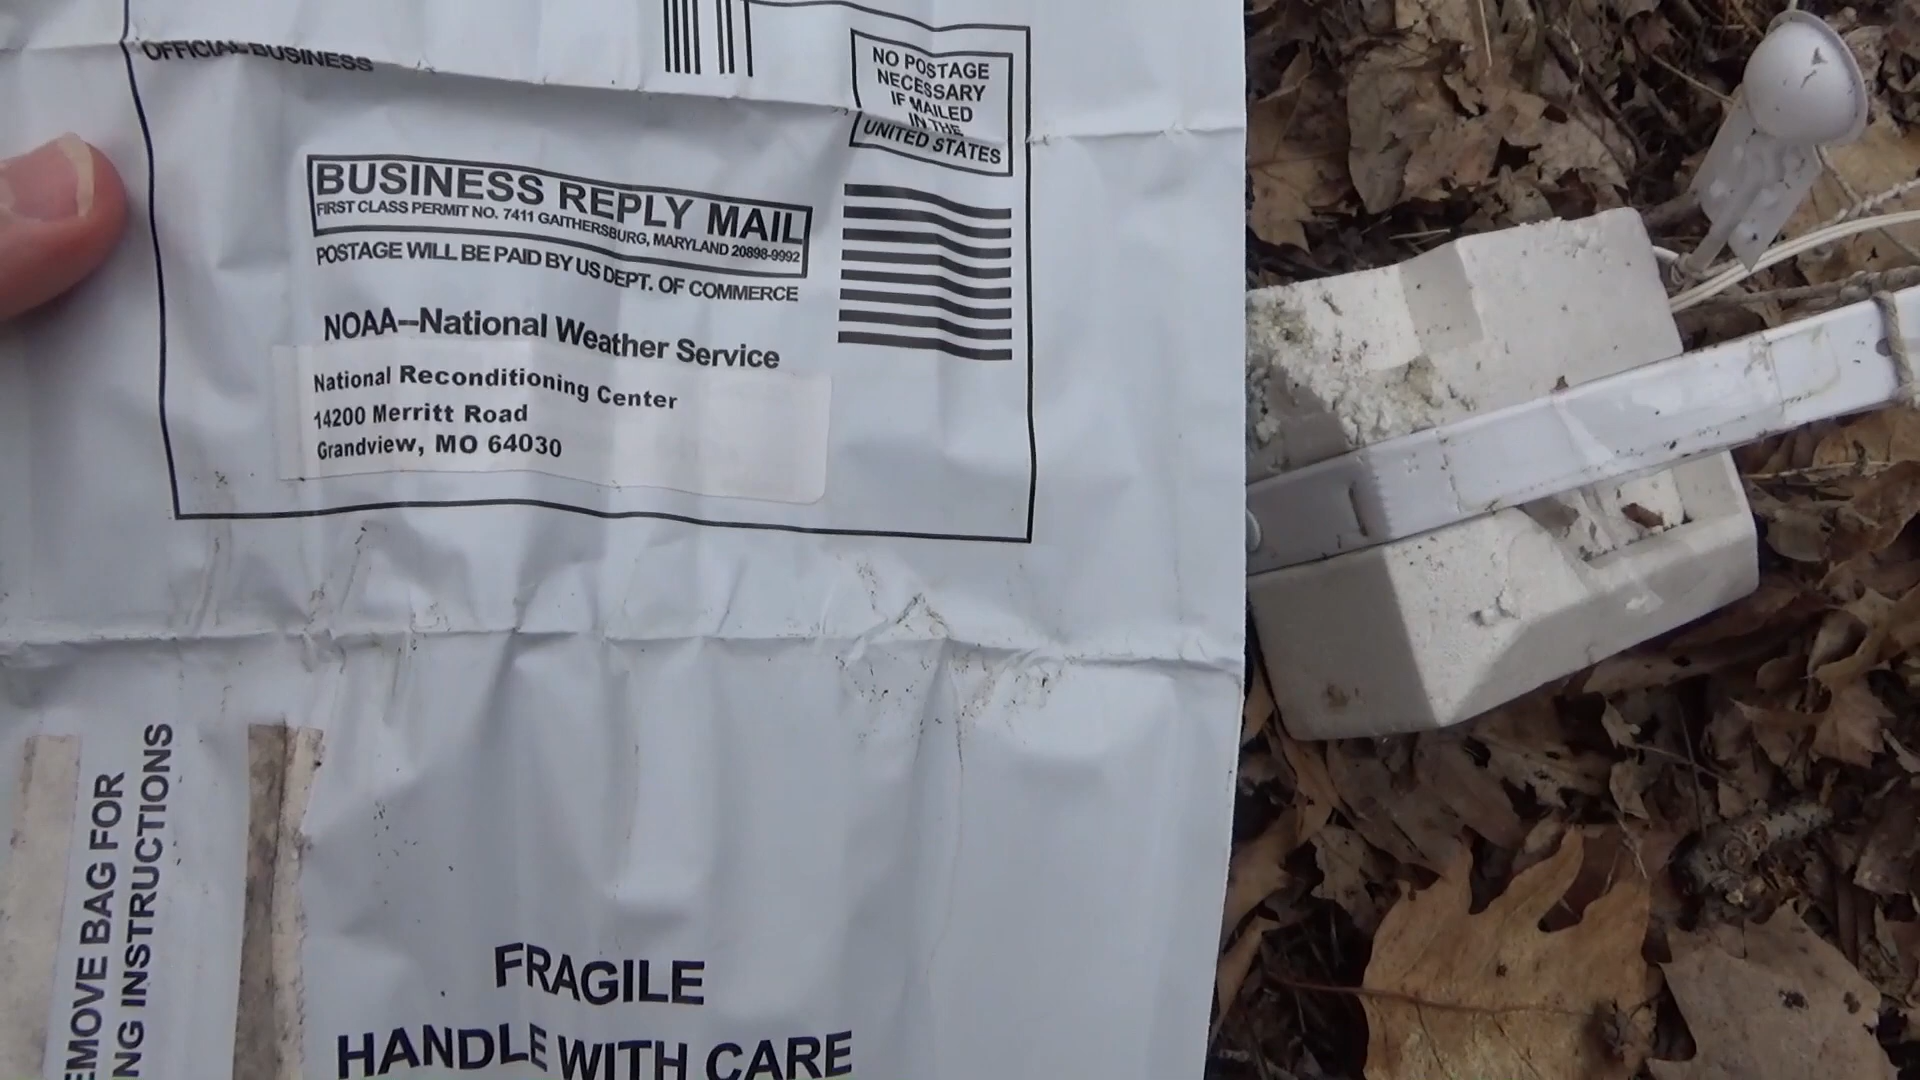 OFFICIAL BUSINESS
NO POSTAGE
NECESSARY
IF MAILED
IN THE
UNITED STATES
BUSINESS REPLY MAIL
FIRST CLASS PERMIT NO. 7411 GAITHERSBURG, MARYLAND 20898-9992
POSTAGE WILL BE PAID BY US DEPT. OF COMMERCE
NOAA--National Weather Service
National Reconditioning Center
14200 Merritt Road
Grandview, MO 64030
EMOVE BAG FOR
NG INSTRUCTIONS
FRAGILE
HANDLE WITH CARE